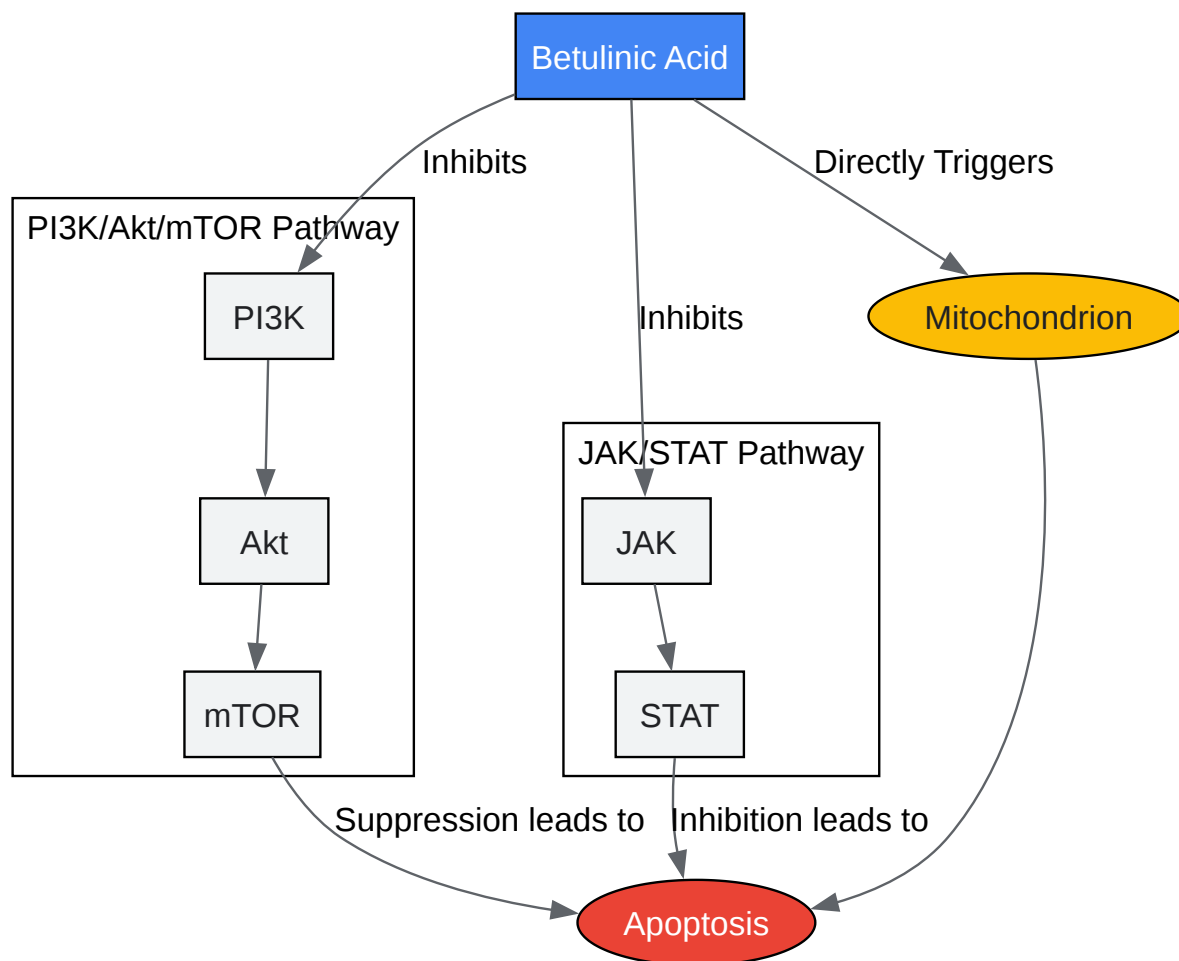 Betulinic Acid
Inhibits
Directly Triggers
PI3K/Akt/mTOR Pathway
PI3K
Inhibits
Mitochondrion
JAK/STAT Pathway
Akt
JAK
mTOR
STAT
Suppression leads to
Inhibition leads to
Apoptosis